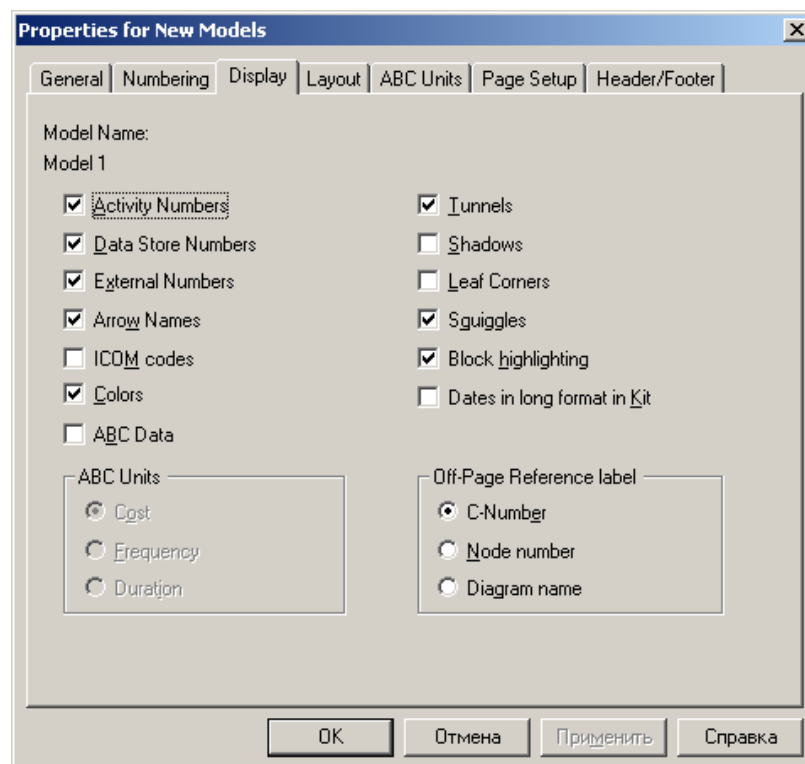 Properties for New Models
General Numbering Display Layout ABC Units Page Setup Header/Footer
Model Name:
Model 1
Activity Numbers
Data Store Numbers
External Numbers
Arrow Names
ICOM codes
Colors
ABC Data
Tunnels
Shadows
Leaf Corners
Squiggles
Block highlighting
Dates in long format in Kit
ABC Units
Cost
Frequency
Duration
Off-Page Reference label
C-Number
Node number
Diagram name
OK Отмена Применить Справка